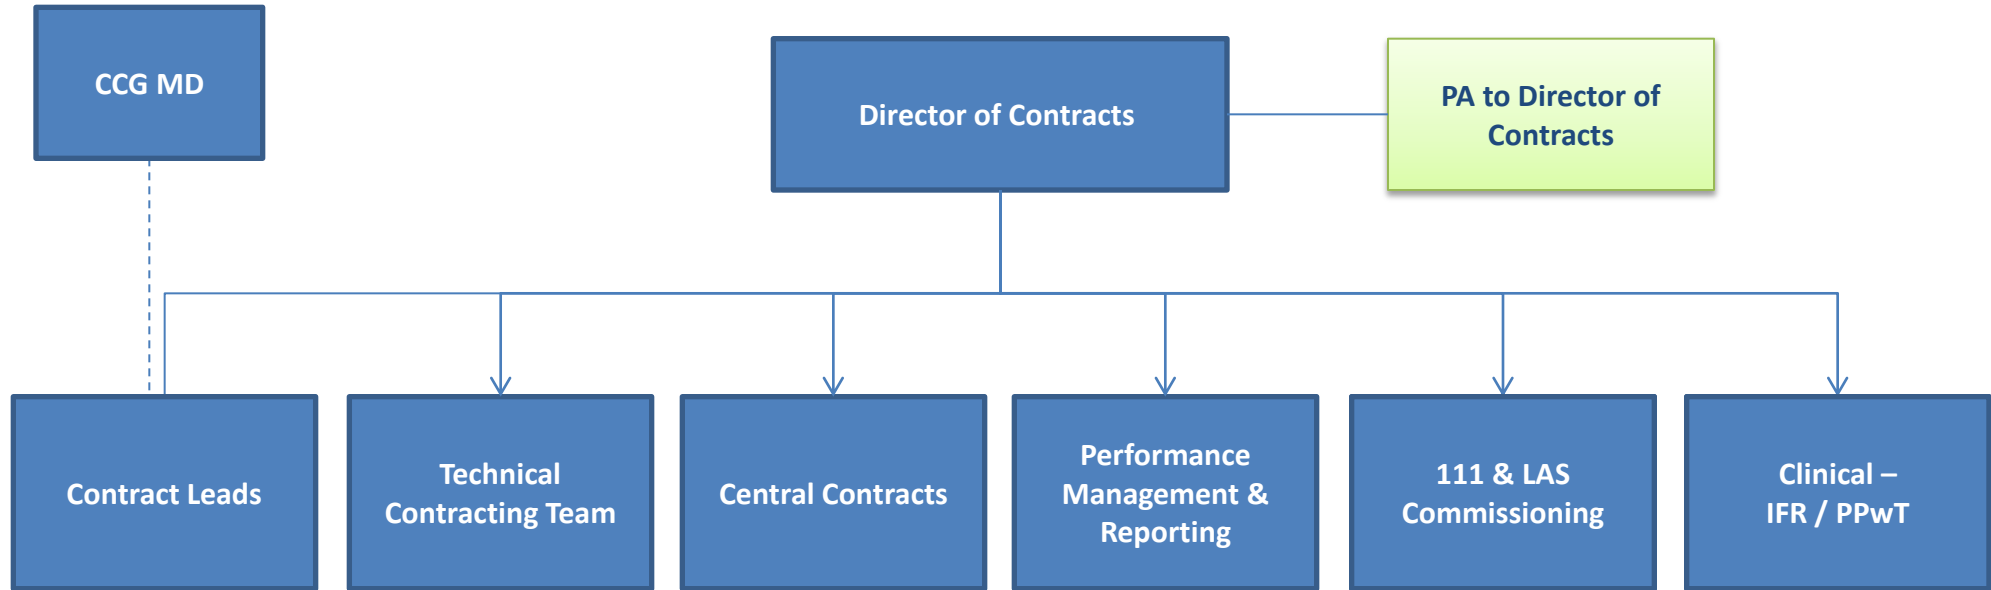 CCG MD
Director of Contracts
PA to Director of
Contracts
Contract Leads
Technical
Contracting Team
Central Contracts
Performance
Management &
Reporting
111 & LAS
Commissioning
Clinical –
IFR / PPwT